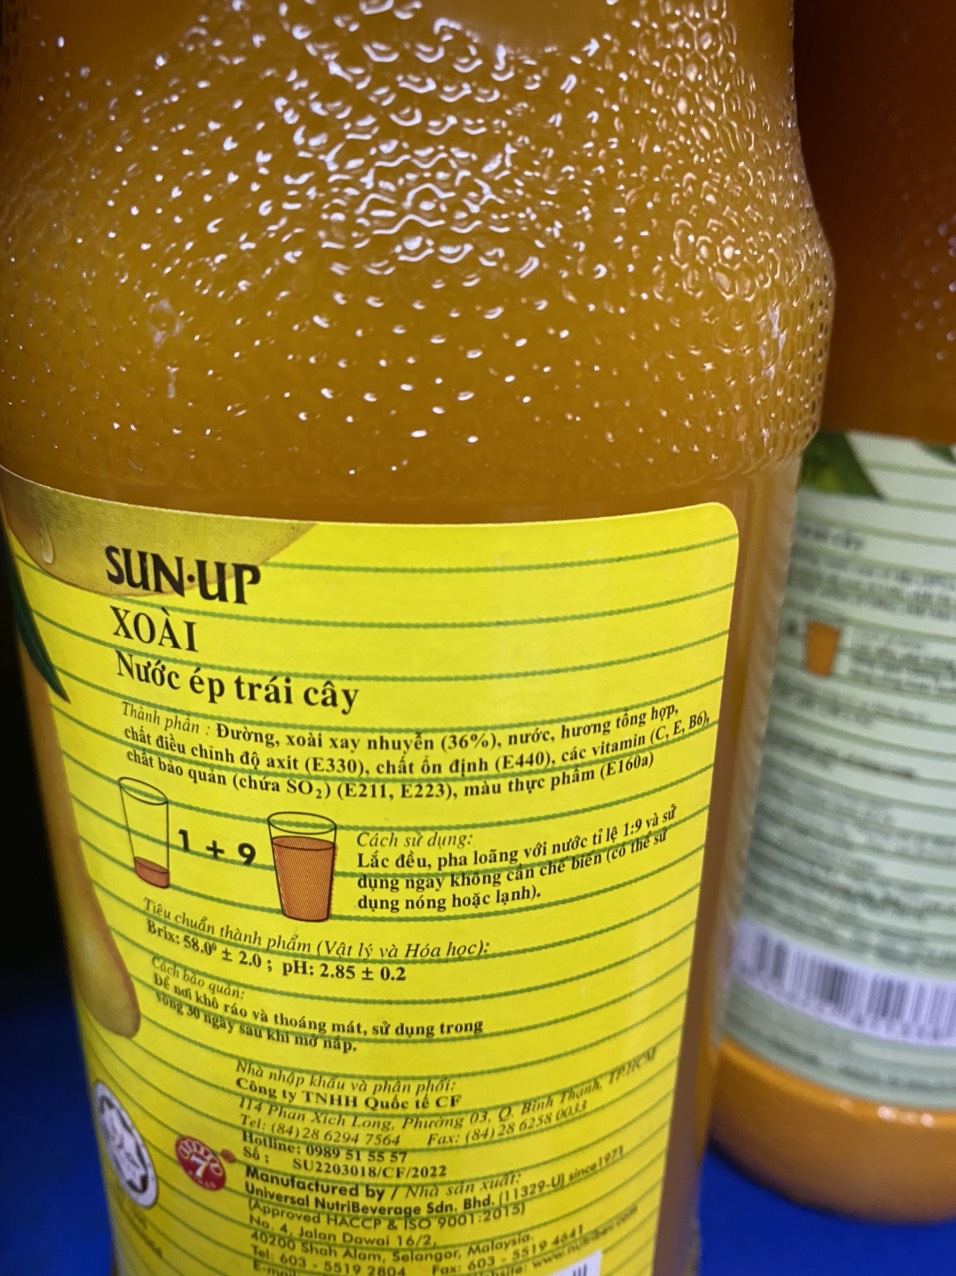 SUN·UP
XOÀI
Nước ép trái cây
Thành phần : Đường, xoài xay nhuyễn (36%), nước, hương tổng hợp,
chất điều chỉnh độ axit (E330), chất ổn định (E440), các vitamin (C, E, B6),
chất bảo quản (chứa SO₂) (E211, E223), màu thực phẩm (E160a)
1 + 9
Cách sử dụng:
Lắc đều, pha loãng với nước tỉ lệ 1:9 và sử
dụng ngay không cần chế biến (có thể sử
dụng nóng hoặc lạnh).
Tiêu chuẩn thành phẩm (Vật lý và Hóa học):
Brix: 58.0⁰ ± 2.0 ; pH: 2.85 ± 0.2
Cách bảo quản:
Để nơi khô ráo và thoáng mát, sử dụng trong
vòng 30 ngày sau khi mở nắp.
Nhà nhập khẩu và phân phối:
Công ty TNHH Quốc tế CF
114 Phan Xích Long, Phường 03, Q. Bình Thạnh, TP.HCM
Tel: (84) 28 6294 7564 Fax: (84) 28 6258 0033
Hotline: 0989 51 55 57
Số : SU2203018/CF/2022
Manufactured by / Nhà sản xuất:
Universal NutriBeverage Sdn. Bhd. (11329-U) since 1971
(Approved HACCP & ISO 9001:2015)
No. 4, Jalan Dawai 16/2,
40200 Shah Alam, Selangor, Malaysia.
Tel: 603 - 5519 2804 Fax: 603 - 5519 4641
7